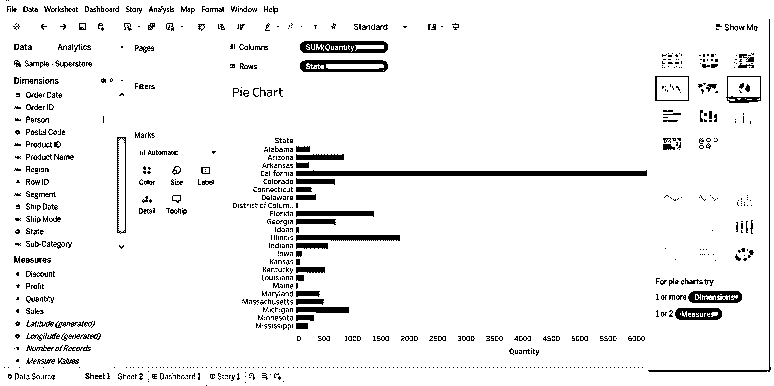 File Data Worksheet Dashboard Story Analysis Map Format Window Help
Standard
Show Me
Data Analytics
Pages
Columns
SUM(Quantity)
Rows
State
Sample - Superstore
Dimensions
Order Date
Order ID
Person
Postal Code
Product ID
Product Name
Region
Row ID
Segment
Ship Date
Ship Mode
State
Sub-Category
Measures
Discount
Profit
Quantity
Sales
Latitude (generated)
Longitude (generated)
Number of Records
Measure Values
Filters
Marks
Automatic
Color Size Label
Detail Tooltip
Pie Chart
State
Alabama
Arizona
Arkansas
California
Colorado
Connecticut
Delaware
District of Colum..
Florida
Georgia
Idaho
Illinois
Indiana
Iowa
Kansas
Kentucky
Louisiana
Maine
Maryland
Massachusetts
Michigan
Minnesota
Mississippi
0 500 1000 1500 2000 2500 3000 3500 4000 4500 5000 5500 6000
Quantity
For pie charts try
1 or more Dimensions
1 or 2 Measures
Data Source Sheet 1 Sheet 2 Dashboard 1 Story 1